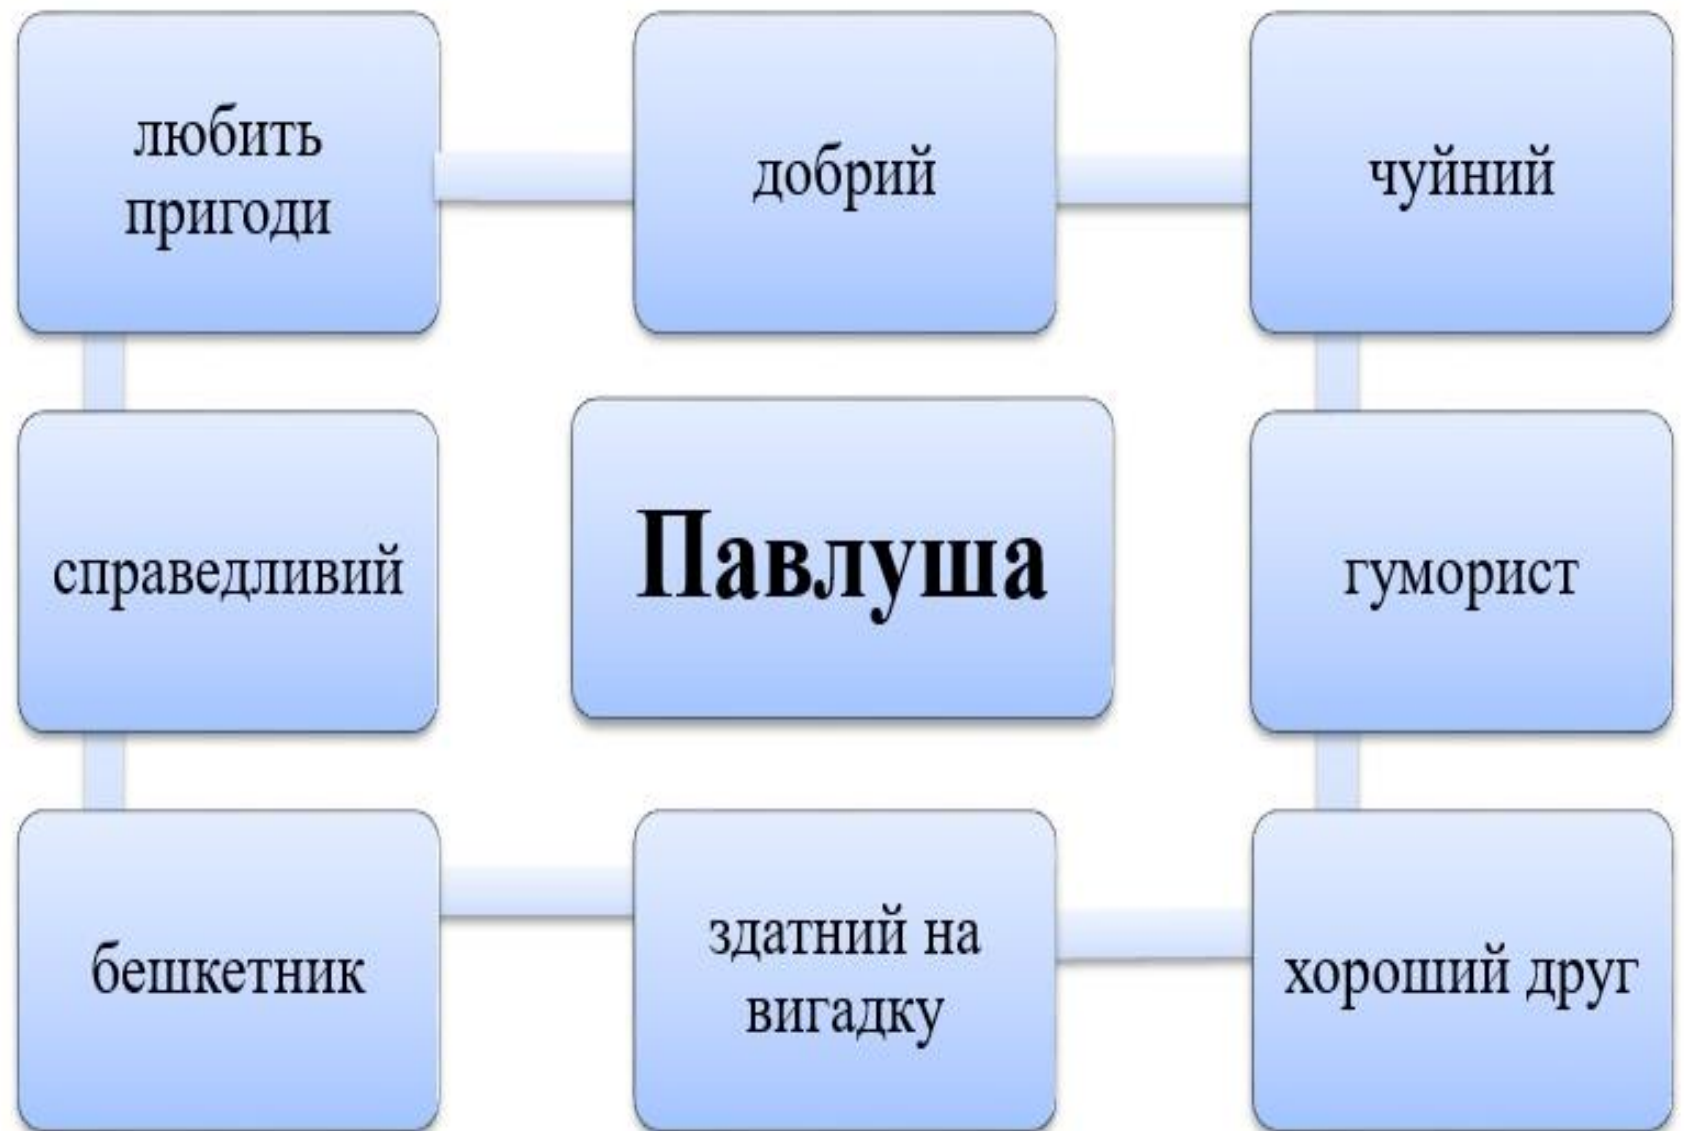 любить
пригоди
добрий
чуйний
справедливий
Павлуша
гуморист
бешкетник
здатний на
вигадку
хороший друг